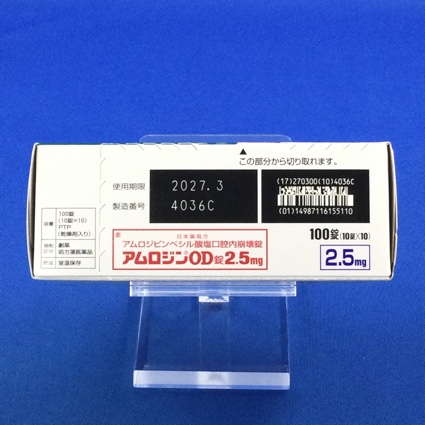 ▲
この部分から切り取れます。
使用期限 2027.3
製造番号 4036C
(17)270300(10)4036C
(01)14987116155110
容量 100錠
(10錠×10)
PTP
(乾燥剤入り)
規制区分 劇薬
処方箋医薬品
貯法 室温保存
日本薬局方
アムロジピンベシル酸塩口腔内崩壊錠
アムロジンOD錠2.5mg
100錠(10錠×10)
2.5mg